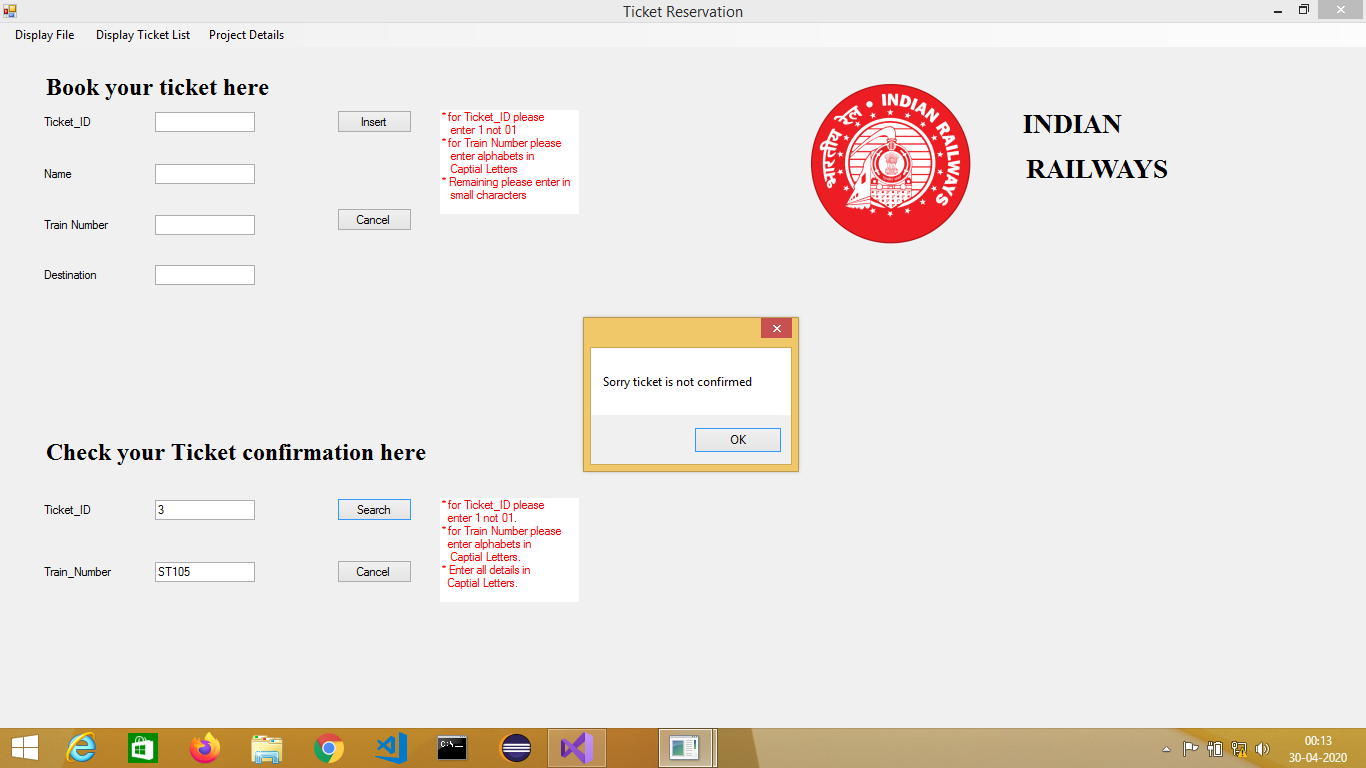 Ticket Reservation
Display File
Display Ticket List
Project Details
Book your ticket here
Ticket_ID
Insert
* for Ticket_ID please
enter 1 not 01
* for Train Number please
enter alphabets in
Captial Letters
* Remaining please enter in
small characters
Name
Train Number
Cancel
Destination
भारतीय रेल • INDIAN RAILWAYS
INDIAN
RAILWAYS
Sorry ticket is not confirmed
OK
Check your Ticket confirmation here
Ticket_ID
3
Search
* for Ticket_ID please
enter 1 not 01.
* for Train Number please
enter alphabets in
Captial Letters.
* Enter all details in
Captial Letters.
Train_Number
ST105
Cancel
C:\.
00:13
30-04-2020